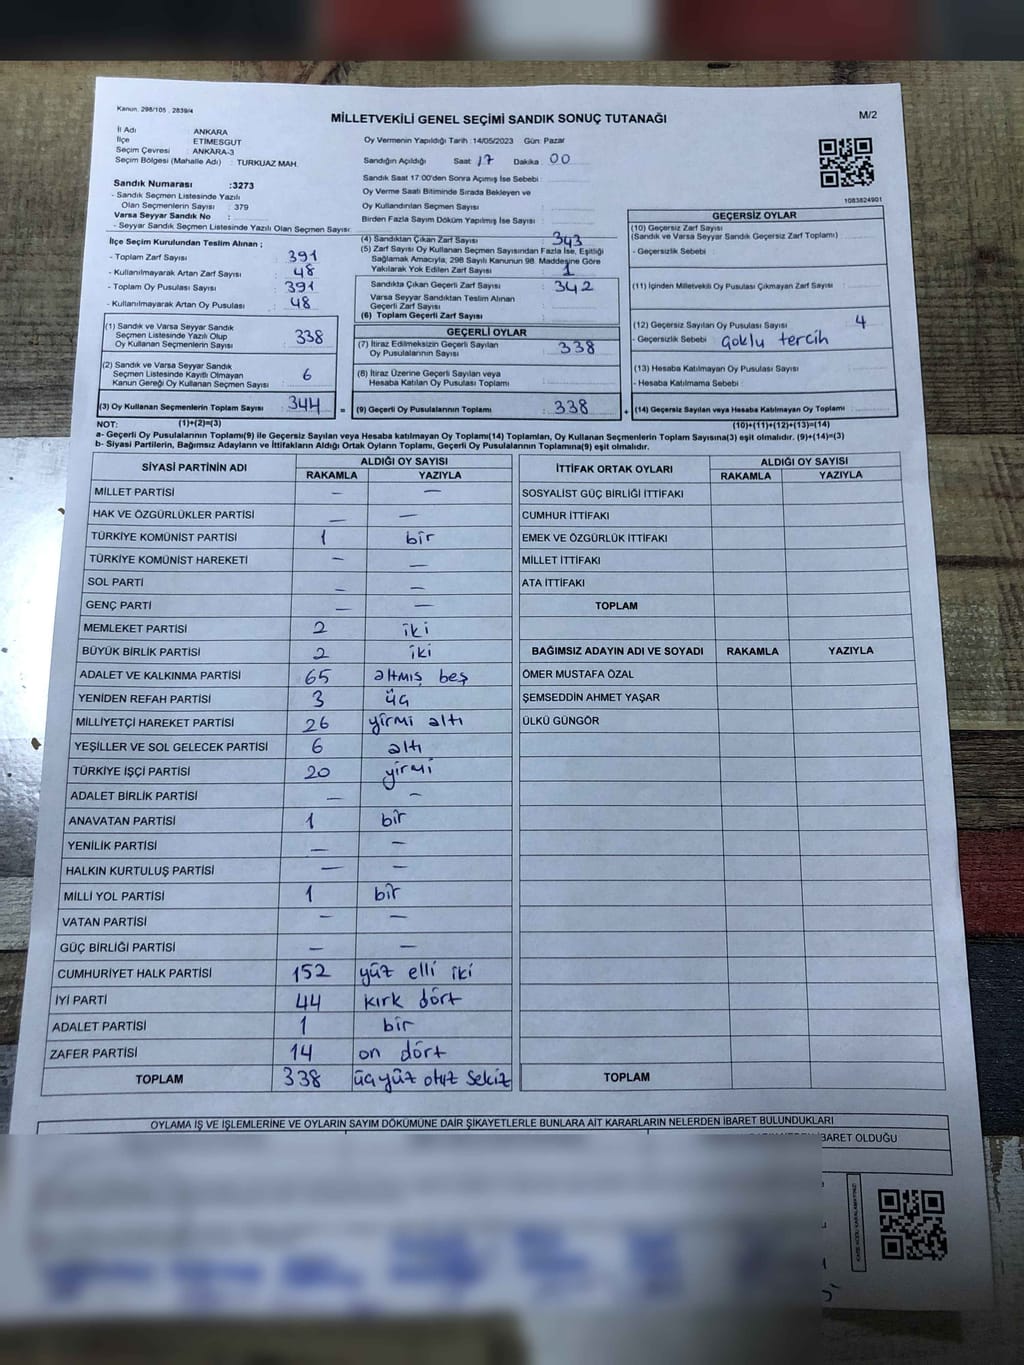 Kanun. 298/105 , 2839/4
MİLLETVEKİLİ GENEL SEÇİMİ SANDIK SONUÇ TUTANAĞI
M/2
İl Adı ANKARA
İlçe ETİMESGUT
Seçim Çevresi : ANKARA-3
Seçim Bölgesi (Mahalle Adı) : TURKUAZ MAH.
Oy Vermenin Yapıldığı Tarih :14/05/2023 Gün: Pazar
Sandığın Açıldığı Saat 17 Dakika 00
Sandık Saat 17:00'den Sonra Açılmış İse Sebebi
Oy Verme Saati Bitiminde Sırada Bekleyen ve
Oy Kullandırılan Seçmen Sayısı
Birden Fazla Sayım Döküm Yapılmış İse Sayısı :
1083824901
Sandık Numarası :3273
- Sandık Seçmen Listesinde Yazılı
Olan Seçmenlerin Sayısı : 379
Varsa Seyyar Sandık No :
- Seyyar Sandık Seçmen Listesinde Yazılı Olan Seçmen Sayısı:
İlçe Seçim Kurulundan Teslim Alınan ;
- Toplam Zarf Sayısı 391
- Kullanılmayarak Artan Zarf Sayısı : 48
- Toplam Oy Pusulası Sayısı : 391
- Kullanılmayarak Artan Oy Pusulası : 48
(1) Sandık ve Varsa Seyyar Sandık
Seçmen Listesinde Yazılı Olup
Oy Kullanan Seçmenlerin Sayısı : 338
(2) Sandık ve Varsa Seyyar Sandık
Seçmen Listesinde Kayıtlı Olmayan
Kanun Gereği Oy Kullanan Seçmen Sayısı : 6
(3) Oy Kullanan Seçmenlerin Toplam Sayısı 344 =
(4) Sandıktan Çıkan Zarf Sayısı : 343
(5) Zarf Sayısı Oy Kullanan Seçmen Sayısından Fazla İse, Eşitliği
Sağlamak Amacıyla, 298 Sayılı Kanunun 98. Maddesine Göre
Yakılarak Yok Edilen Zarf Sayısı 1
Sandıkta Çıkan Geçerli Zarf Sayısı : 342
Varsa Seyyar Sandıktan Teslim Alınan
Geçerli Zarf Sayısı
(6) Toplam Geçerli Zarf Sayısı :
GEÇERLİ OYLAR
(7) İtiraz Edilmeksizin Geçerli Sayılan
Oy Pusulalarının Sayısı : 338
(8) İtiraz Üzerine Geçerli Sayılan veya
Hesaba Katılan Oy Pusulası Toplamı :
(9) Geçerli Oy Pusulalarının Toplamı : 338 +
GEÇERSİZ OYLAR
(10) Geçersiz Zarf Sayısı
(Sandık ve Varsa Seyyar Sandık Geçersiz Zarf Toplamı) :
- Geçersizlik Sebebi :
(11) İçinden Milletvekili Oy Pusulası Çıkmayan Zarf Sayısı :
(12) Geçersiz Sayılan Oy Pusulası Sayısı : 4
- Geçersizlik Sebebi : çoklu tercih
(13) Hesaba Katılmayan Oy Pusulası Sayısı :
- Hesaba Katılmama Sebebi :
(14) Geçersiz Sayılan veya Hesaba Katılmayan Oy Toplamı :
NOT: (1)+(2)=(3) (10)+(11)+(12)+(13)=(14)
a- Geçerli Oy Pusulalarının Toplamı(9) ile Geçersiz Sayılan veya Hesaba katılmayan Oy Toplamı(14) Toplamları, Oy Kullanan Seçmenlerin Toplam Sayısına(3) eşit olmalıdır. (9)+(14)=(3)
b- Siyasi Partilerin, Bağımsız Adayların ve İttifakların Aldığı Ortak Oyların Toplamı, Geçerli Oy Pusulalarının Toplamına(9) eşit olmalıdır.
SİYASİ PARTİNİN ADI ALDIĞI OY SAYISI
RAKAMLA YAZIYLA
MİLLET PARTİSİ — —
HAK VE ÖZGÜRLÜKLER PARTİSİ — —
TÜRKİYE KOMÜNİST PARTİSİ 1 bir
TÜRKİYE KOMÜNİST HAREKETİ — —
SOL PARTİ — —
GENÇ PARTİ — —
MEMLEKET PARTİSİ 2 iki
BÜYÜK BİRLİK PARTİSİ 2 iki
ADALET VE KALKINMA PARTİSİ 65 altmış beş
YENİDEN REFAH PARTİSİ 3 üç
MİLLİYETÇİ HAREKET PARTİSİ 26 yirmi altı
YEŞİLLER VE SOL GELECEK PARTİSİ 6 altı
TÜRKİYE İŞÇİ PARTİSİ 20 yirmi
ADALET BİRLİK PARTİSİ — —
ANAVATAN PARTİSİ 1 bir
YENİLİK PARTİSİ — —
HALKIN KURTULUŞ PARTİSİ — —
MİLLİ YOL PARTİSİ 1 bir
VATAN PARTİSİ — —
GÜÇ BİRLİĞİ PARTİSİ — —
CUMHURİYET HALK PARTİSİ 152 yüz elli iki
İYİ PARTİ 44 kırk dört
ADALET PARTİSİ 1 bir
ZAFER PARTİSİ 14 on dört
TOPLAM 338 üçyüz otuz sekiz
İTTİFAK ORTAK OYLARI ALDIĞI OY SAYISI
RAKAMLA YAZIYLA
SOSYALİST GÜÇ BİRLİĞİ İTTİFAKI
CUMHUR İTTİFAKI
EMEK VE ÖZGÜRLÜK İTTİFAKI
MİLLET İTTİFAKI
ATA İTTİFAKI
TOPLAM
BAĞIMSIZ ADAYIN ADI VE SOYADI RAKAMLA YAZIYLA
ÖMER MUSTAFA ÖZAL
ŞEMSEDDİN AHMET YAŞAR
ÜLKÜ GÜNGÖR
TOPLAM
OYLAMA İŞ VE İŞLEMLERİNE VE OYLARIN SAYIM DÖKÜMÜNE DAİR ŞİKAYETLERLE BUNLARA AİT KARARLARIN NELERDEN İBARET BULUNDUKLARI
İBARET OLDUĞU